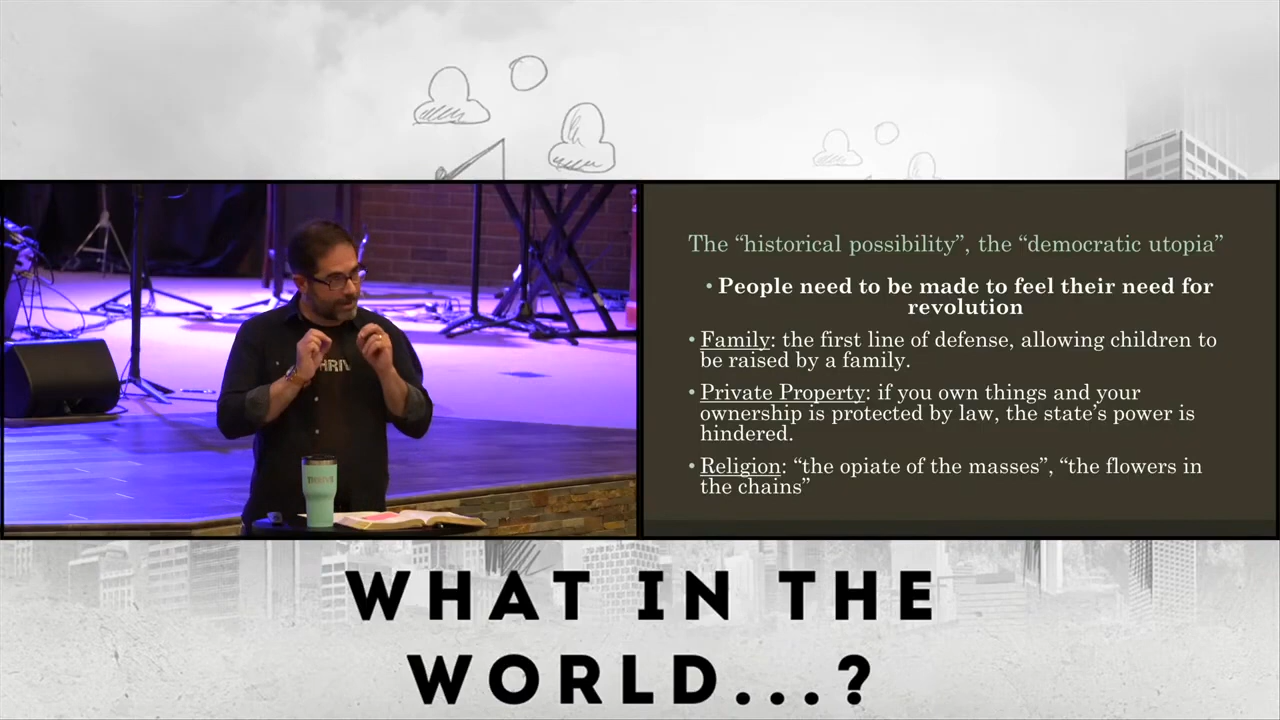 The “historical possibility”, the “democratic utopia”
• People need to be made to feel their need for
revolution
• Family: the first line of defense, allowing children to
be raised by a family.
• Private Property: if you own things and your
ownership is protected by law, the state’s power is
hindered.
• Religion: “the opiate of the masses”, “the flowers in
the chains”
THRIVE
WHAT IN THE
WORLD...?